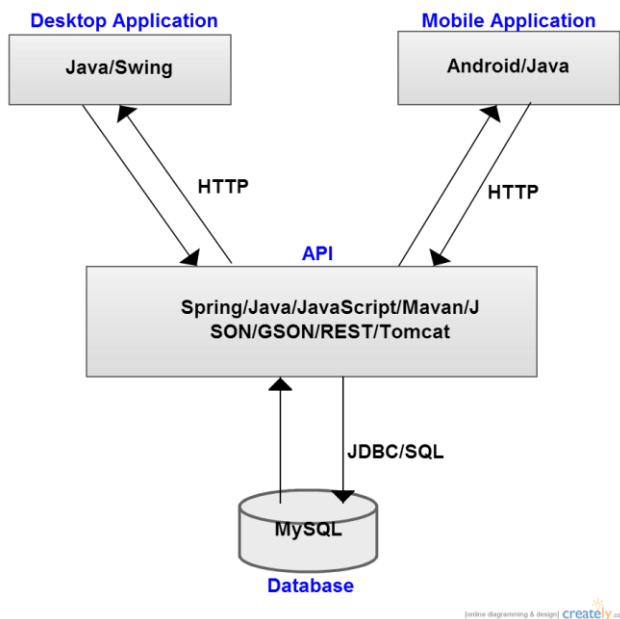 Desktop Application
Mobile Application
Java/Swing
Android/Java
HTTP
HTTP
API
Spring/Java/JavaScript/Mavan/J
SON/GSON/REST/Tomcat
JDBC/SQL
MySQL
Database
[online diagramming & design] creately.co